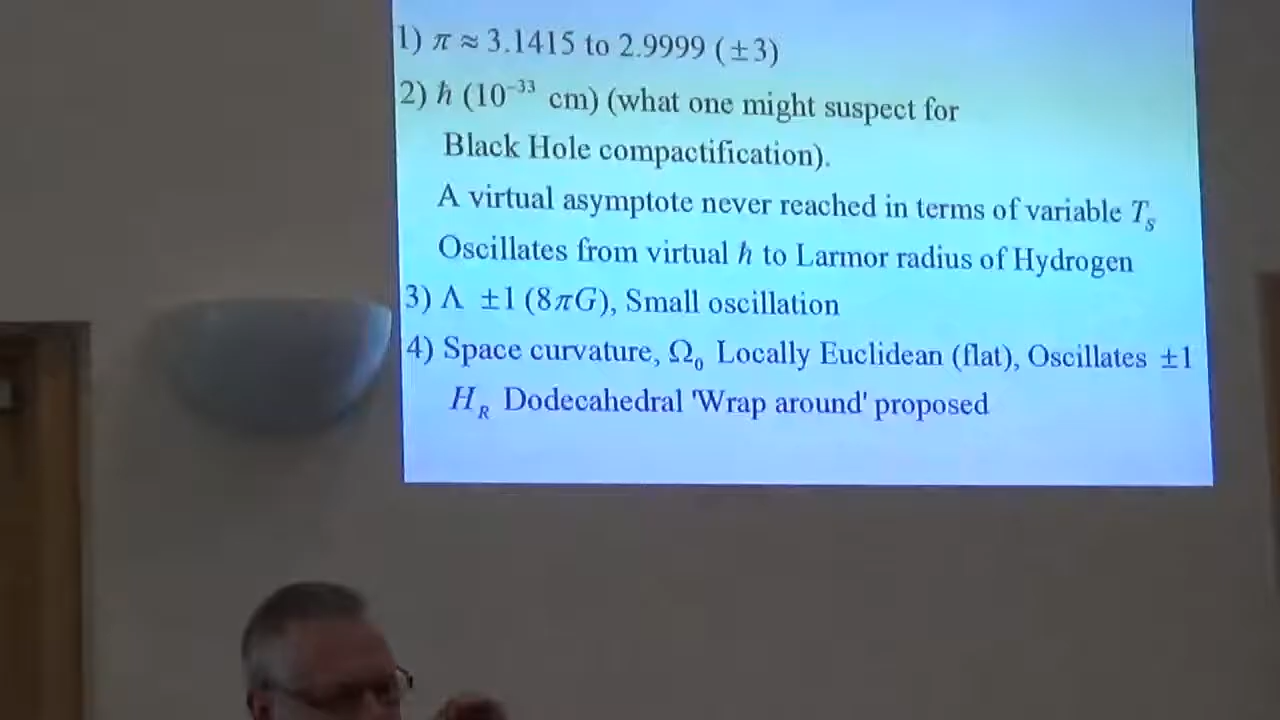 1) π ≈ 3.1415 to 2.9999 (±3)
2) ℏ (10⁻³³ cm) (what one might suspect for
Black Hole compactification).
A virtual asymptote never reached in terms of variable Tₛ
Oscillates from virtual ℏ to Larmor radius of Hydrogen
3) Λ ±1 (8πG), Small oscillation
4) Space curvature, Ω₀ Locally Euclidean (flat), Oscillates ±1
H_R Dodecahedral 'Wrap around' proposed